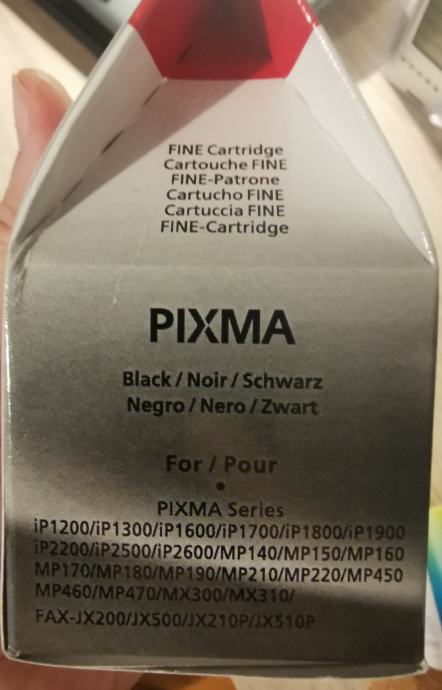 FINE Cartridge
Cartouche FINE
FINE-Patrone
Cartucho FINE
Cartuccia FINE
FINE-Cartridge
PIXMA
Black / Noir / Schwarz
Negro / Nero / Zwart
For / Pour
•
PIXMA Series
iP1200/iP1300/iP1600/iP1700/iP1800/iP1900
iP2200/iP2500/iP2600/MP140/MP150/MP160
MP170/MP180/MP190/MP210/MP220/MP450
MP460/MP470/MX300/MX310/
FAX-JX200/JX500/JX210P/JX510P